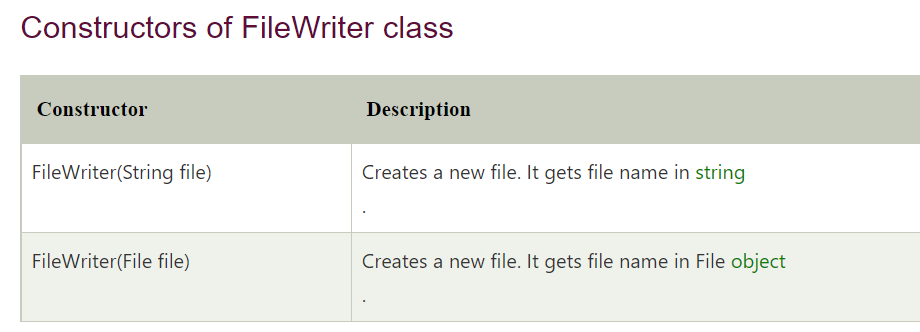 Constructors of FileWriter class
Constructor Description
FileWriter(String file) Creates a new file. It gets file name in string
.
FileWriter(File file) Creates a new file. It gets file name in File object
.